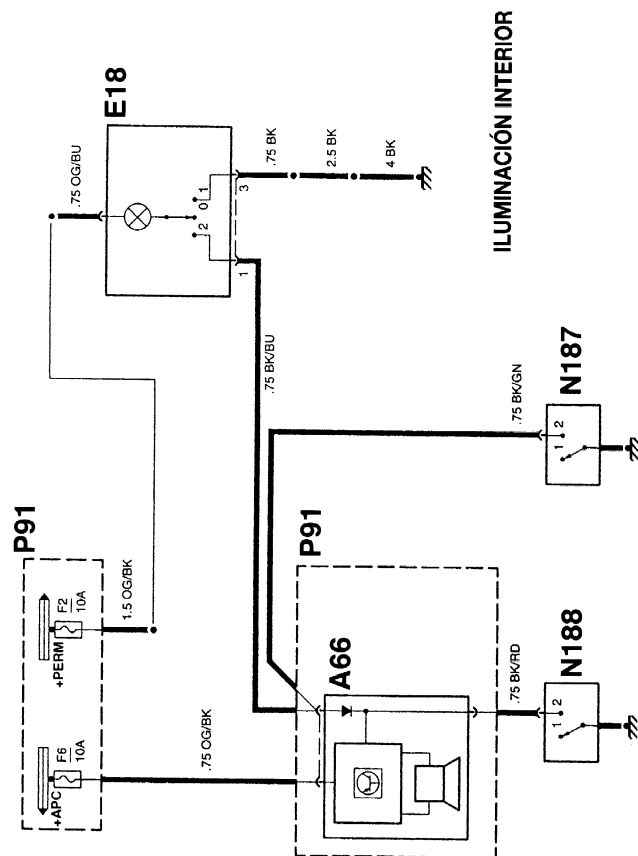 P91
+APC
F6
10A
+PERM
F2
10A
1.5 OG/BK
.75 OG/BK
.75 OG/BU
E18
2
0
1
1
3
.75 BK
2.5 BK
4 BK
.75 BK/BU
P91
A66
.75 BK/RD
1
2
N188
.75 BK/GN
1
2
N187
ILUMINACIÓN INTERIOR